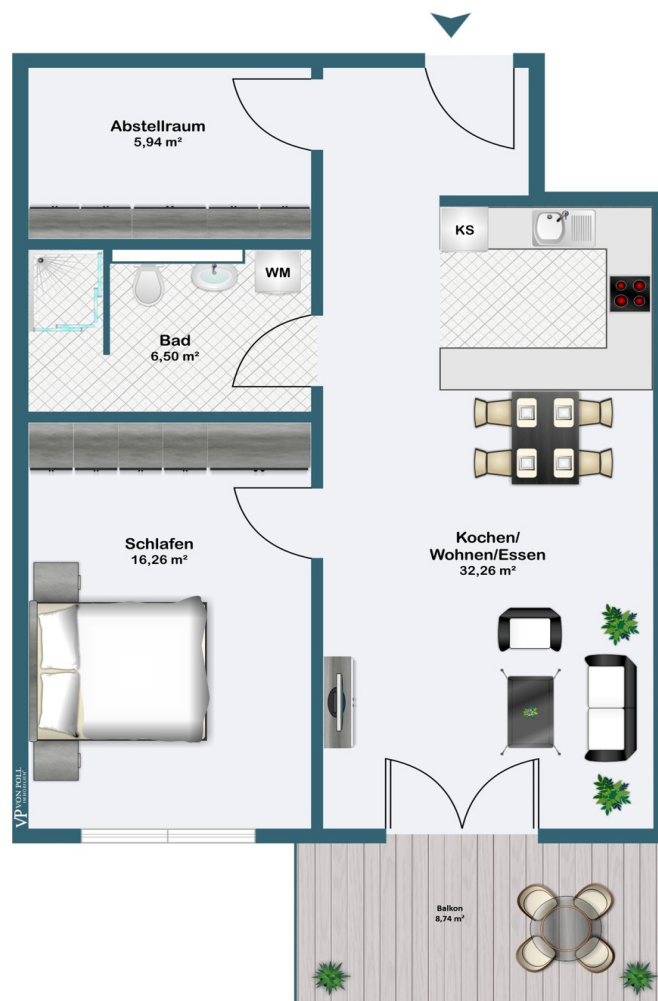 Abstellraum
5,94 m²
KS
WM
Bad
6,50 m²
Schlafen
16,26 m²
Kochen/
Wohnen/Essen
32,26 m²
VP VON POLL
IMMOBILIEN
Balkon
8,74 m²